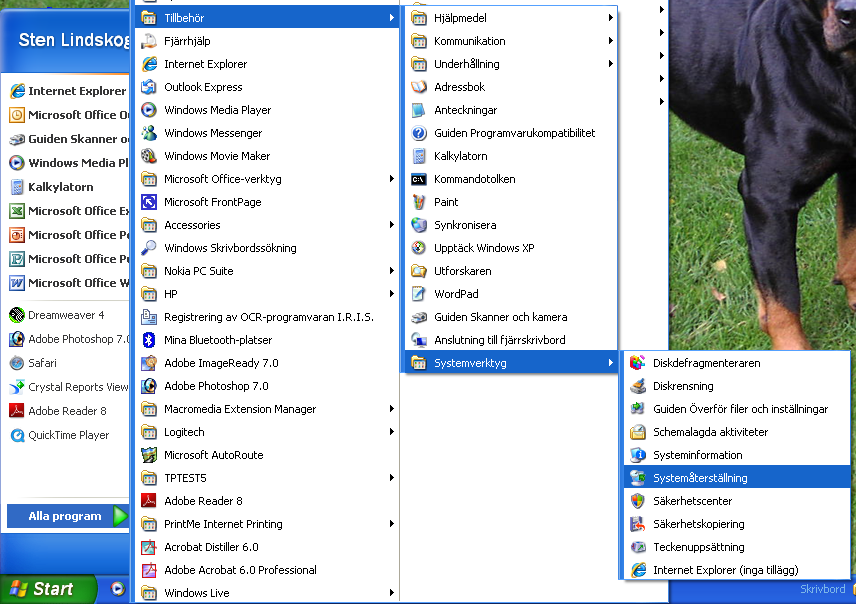 Sten Lindskog
Internet Explorer
Microsoft Office O
Guiden Skanner oc
Windows Media Pl
Kalkylatorn
Microsoft Office Ex
Microsoft Office Po
Microsoft Office Pu
Microsoft Office W
Dreamweaver 4
Adobe Photoshop 7.0
Safari
Crystal Reports View
Adobe Reader 8
QuickTime Player
Alla program
Start
Tillbehör
Fjärrhjälp
Internet Explorer
Outlook Express
Windows Media Player
Windows Messenger
Windows Movie Maker
Microsoft Office-verktyg
Microsoft FrontPage
Accessories
Windows Skrivbordssökning
Nokia PC Suite
HP
Registrering av OCR-programvaran I.R.I.S.
Mina Bluetooth-platser
Adobe ImageReady 7.0
Adobe Photoshop 7.0
Macromedia Extension Manager
Logitech
Microsoft AutoRoute
TPTEST5
Adobe Reader 8
PrintMe Internet Printing
Acrobat Distiller 6.0
Adobe Acrobat 6.0 Professional
Windows Live
Hjälpmedel
Kommunikation
Underhållning
Adressbok
Anteckningar
Guiden Programvarukompatibilitet
Kalkylatorn
Kommandotolken
Paint
Synkronisera
Upptäck Windows XP
Utforskaren
WordPad
Guiden Skanner och kamera
Anslutning till fjärrskrivbord
Systemverktyg
Diskdefragmenteraren
Diskrensning
Guiden Överför filer och inställningar
Schemalagda aktiviteter
Systeminformation
Systemåterställning
Säkerhetscenter
Säkerhetskopiering
Teckenuppsättning
Internet Explorer (inga tillägg)
Skrivbord